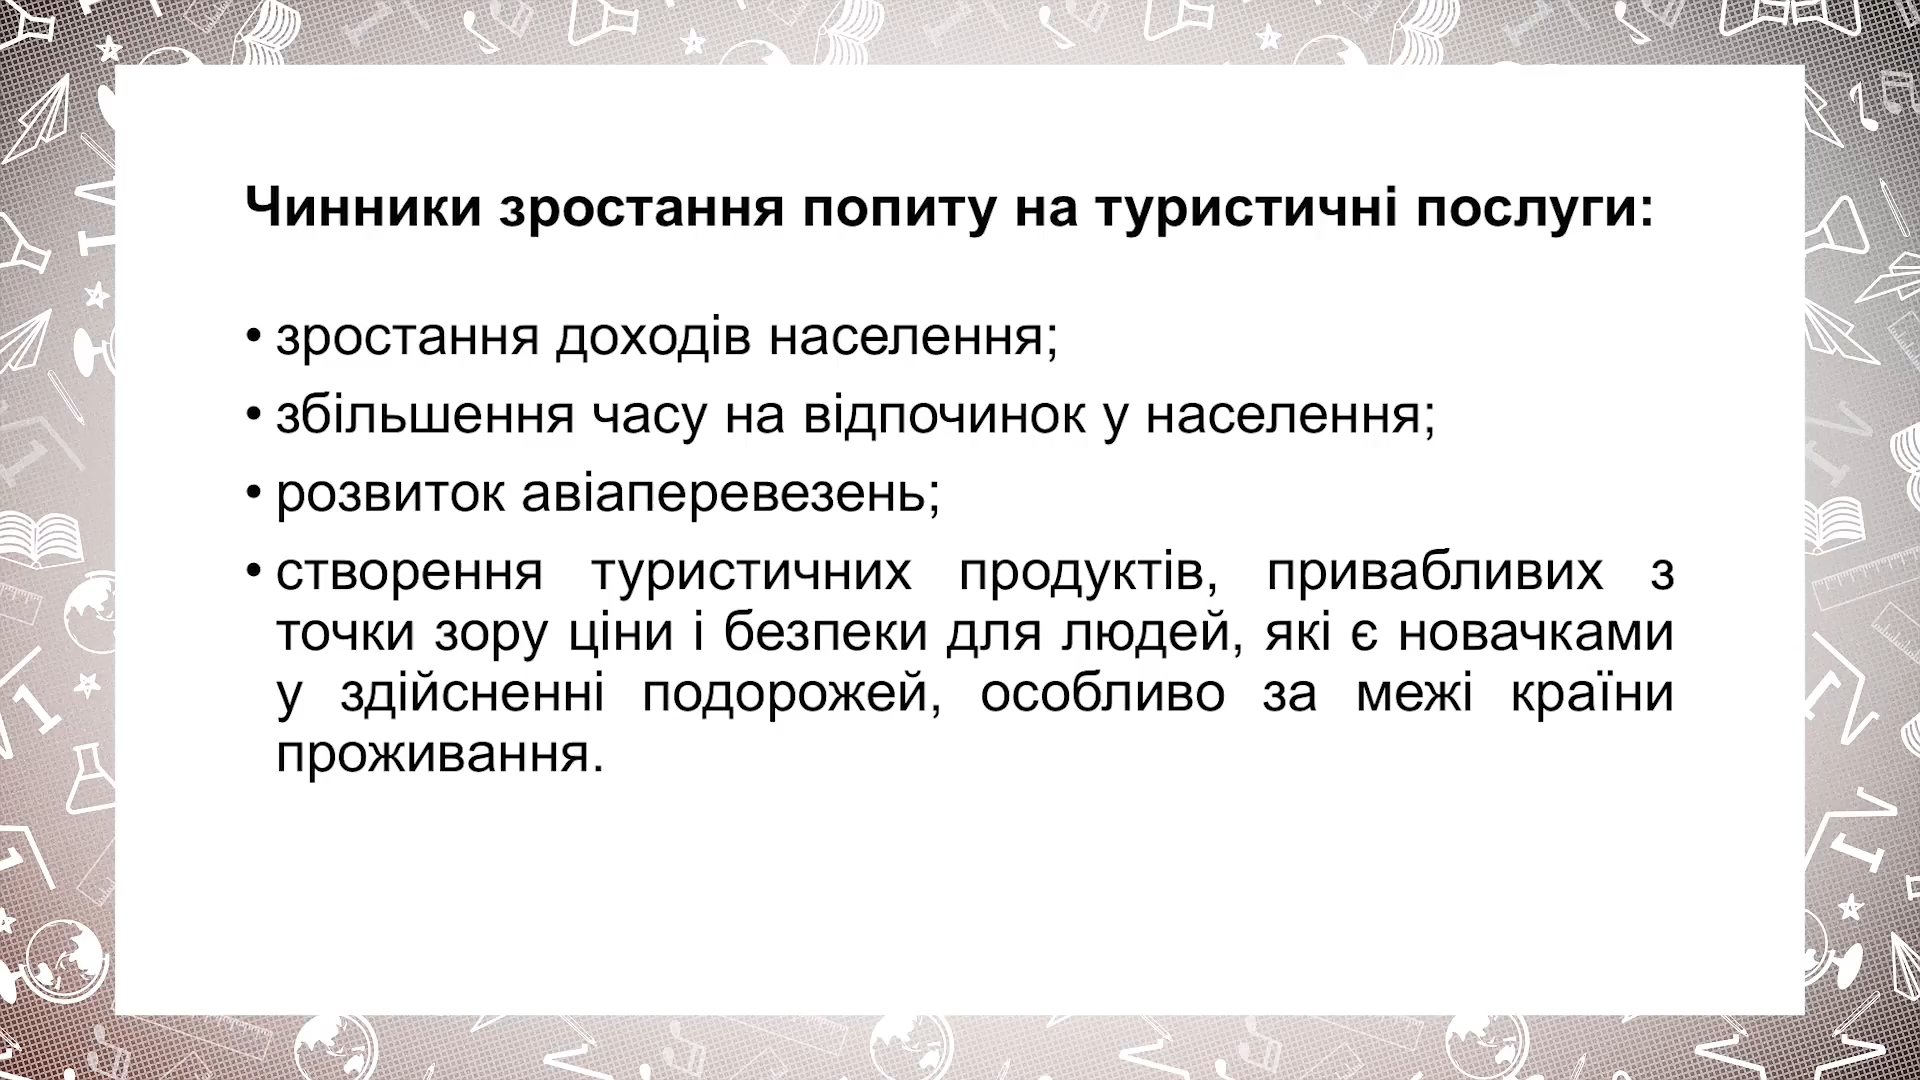 Чинники зростання попиту на туристичні послуги:
• зростання доходів населення;
• збільшення часу на відпочинок у населення;
• розвиток авіаперевезень;
• створення туристичних продуктів, привабливих з
точки зору ціни і безпеки для людей, які є новачками
у здійсненні подорожей, особливо за межі країни
проживання.